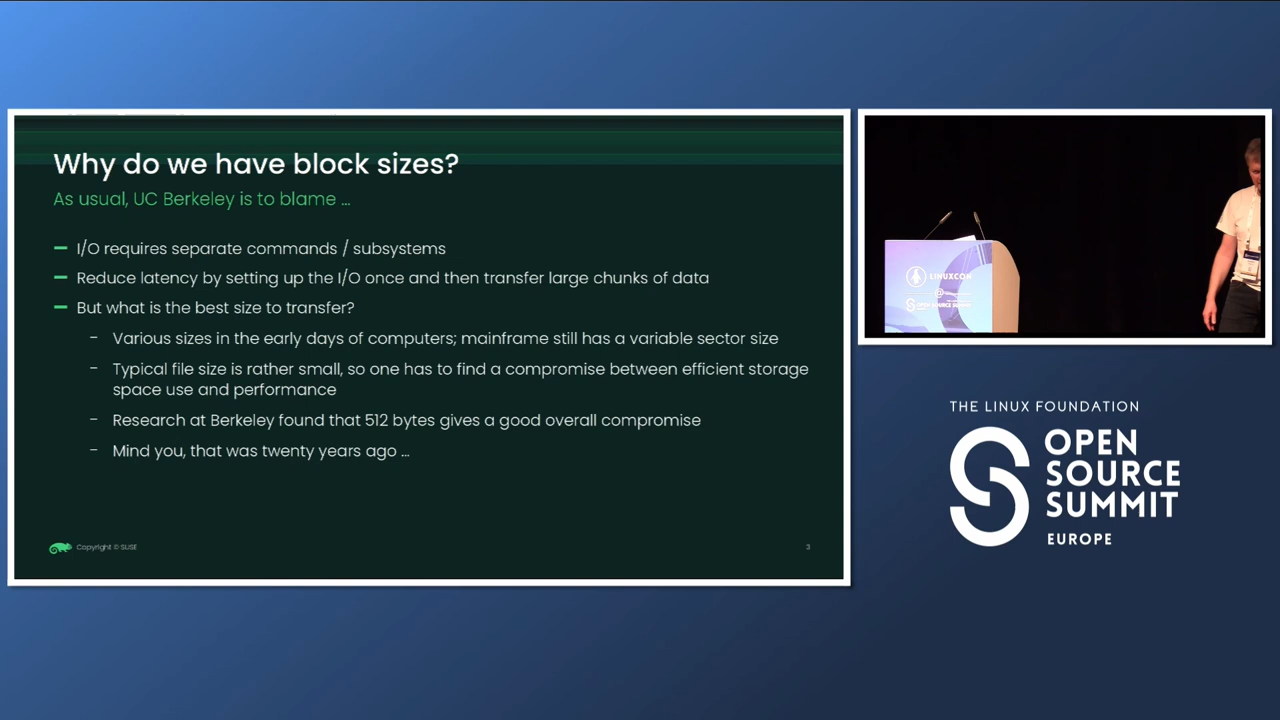 Why do we have block sizes?
As usual, UC Berkeley is to blame ...
I/O requires separate commands / subsystems
Reduce latency by setting up the I/O once and then transfer large chunks of data
But what is the best size to transfer?
- Various sizes in the early days of computers; mainframe still has a variable sector size
- Typical file size is rather small, so one has to find a compromise between efficient storage
space use and performance
- Research at Berkeley found that 512 bytes gives a good overall compromise
- Mind you, that was twenty years ago ...
Copyright © SUSE
3
LINUXCON
THE LINUX FOUNDATION
OPEN
SOURCE
SUMMIT
EUROPE